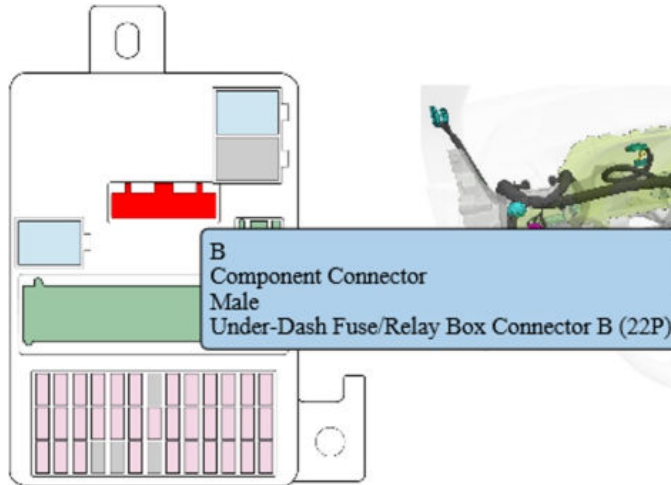 B
Component Connector
Male
Under-Dash Fuse/Relay Box Connector B (22P)